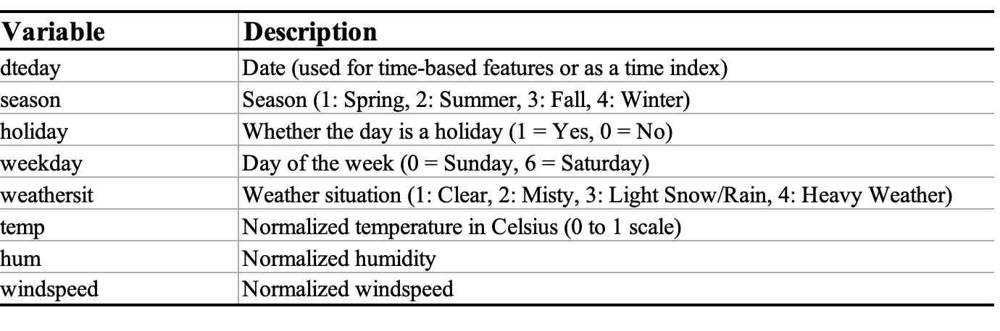 Variable Description
dteday Date (used for time-based features or as a time index)
season Season (1: Spring, 2: Summer, 3: Fall, 4: Winter)
holiday Whether the day is a holiday (1 = Yes, 0 = No)
weekday Day of the week (0 = Sunday, 6 = Saturday)
weathersit Weather situation (1: Clear, 2: Misty, 3: Light Snow/Rain, 4: Heavy Weather)
temp Normalized temperature in Celsius (0 to 1 scale)
hum Normalized humidity
windspeed Normalized windspeed